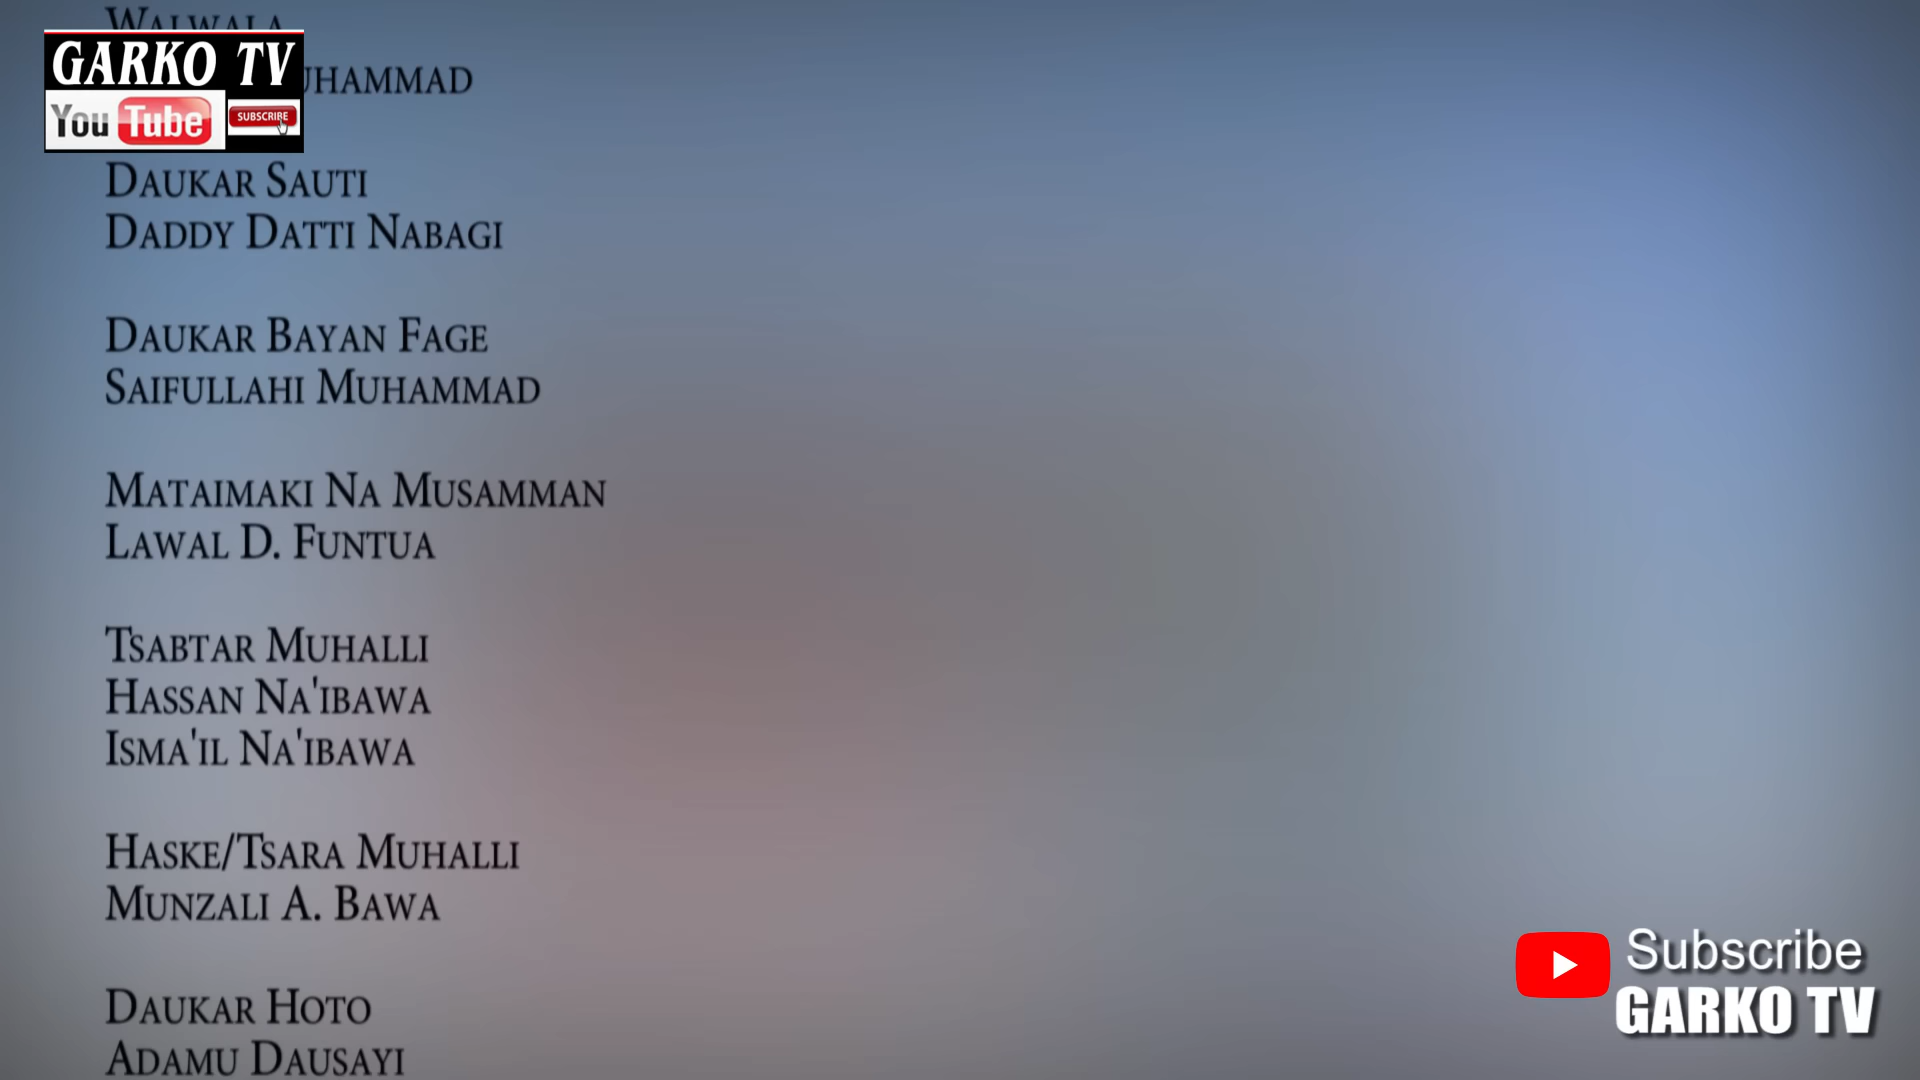 WALWALA
GARKO TV
UHAMMAD
You Tube
SUBSCRIBE
DAUKAR SAUTI
DADDY DATTI NABAGI
DAUKAR BAYAN FAGE
SAIFULLAHI MUHAMMAD
MATAIMAKI NA MUSAMMAN
LAWAL D. FUNTUA
TSABTAR MUHALLI
HASSAN NA'IBAWA
ISMA'IL NA'IBAWA
HASKE/TSARA MUHALLI
MUNZALI A. BAWA
DAUKAR HOTO
ADAMU DAUSAYI
Subscribe
GARKO TV